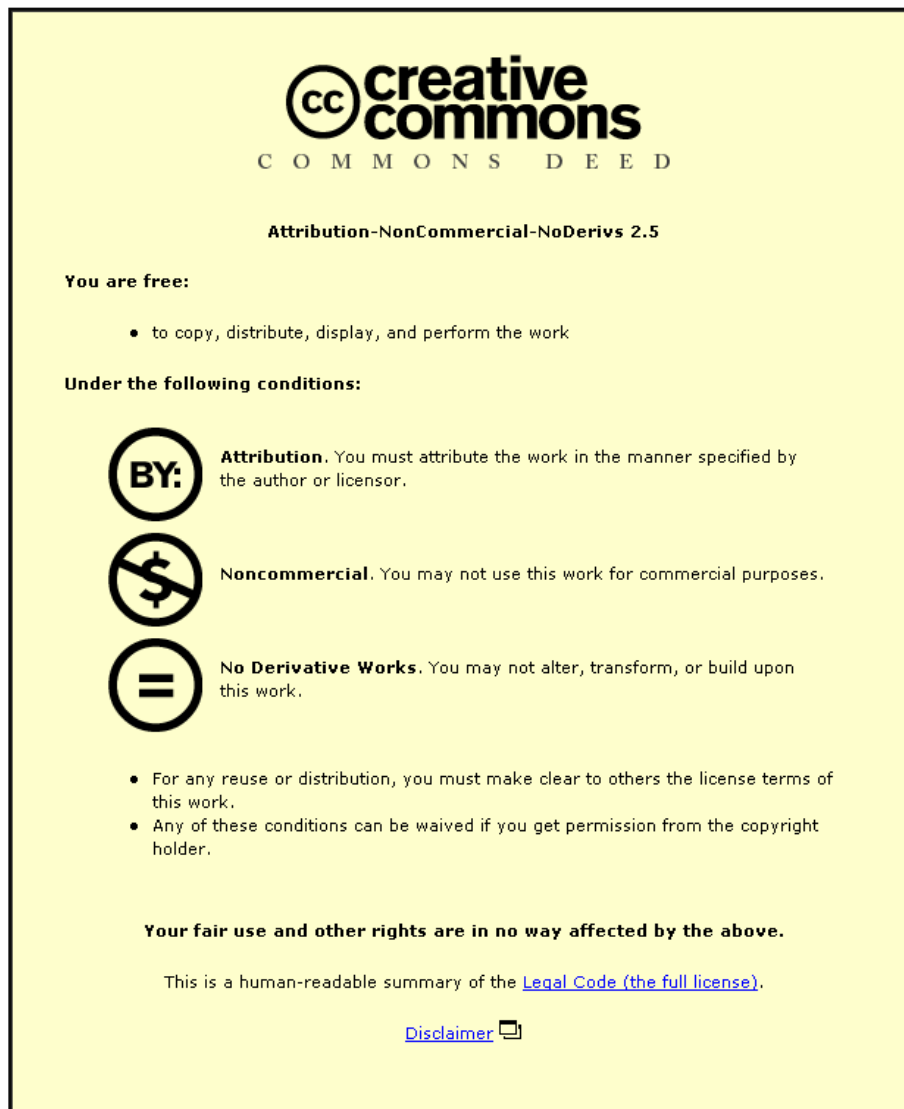 cc creative
commons
COMMONS DEED
Attribution-NonCommercial-NoDerivs 2.5
You are free:
• to copy, distribute, display, and perform the work
Under the following conditions:
BY:
Attribution. You must attribute the work in the manner specified by
the author or licensor.
$
Noncommercial. You may not use this work for commercial purposes.
=
No Derivative Works. You may not alter, transform, or build upon
this work.
• For any reuse or distribution, you must make clear to others the license terms of
this work.
• Any of these conditions can be waived if you get permission from the copyright
holder.
Your fair use and other rights are in no way affected by the above.
This is a human-readable summary of the Legal Code (the full license).
Disclaimer